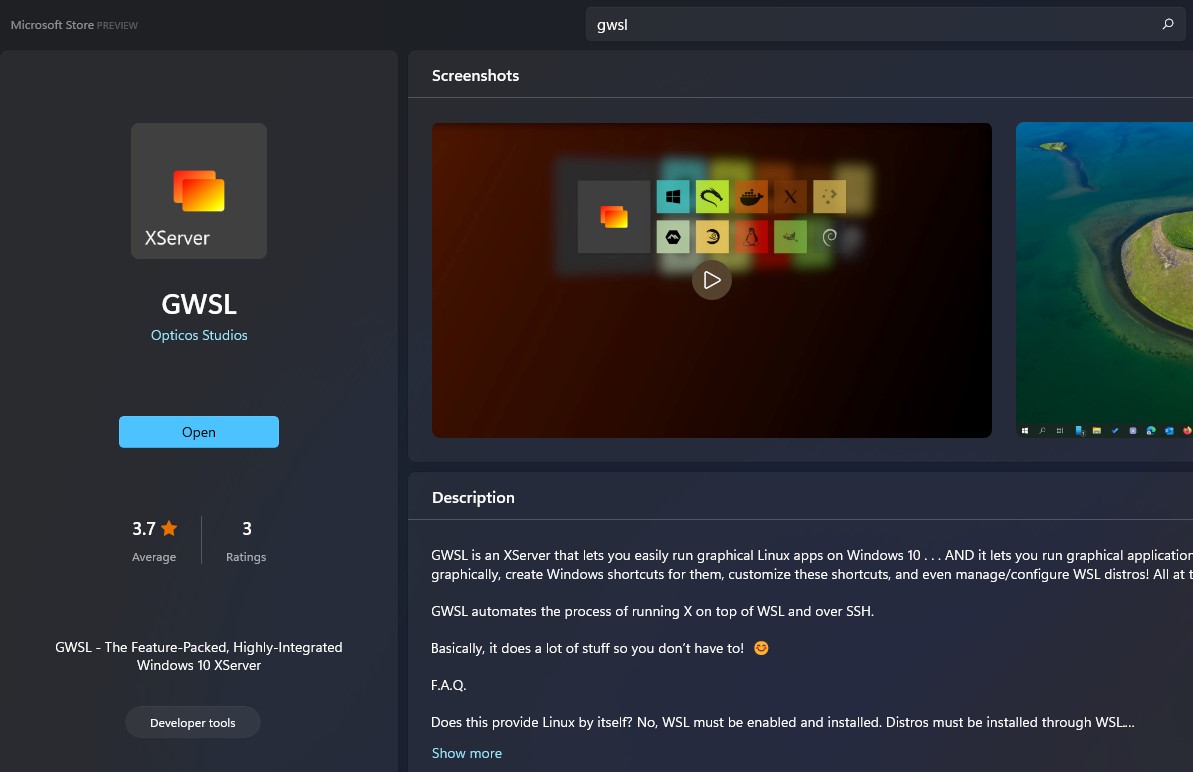 Microsoft Store PREVIEW
gwsl
XServer
GWSL
Opticos Studios
Open
3.7
Average
3
Ratings
GWSL - The Feature-Packed, Highly-Integrated
Windows 10 XServer
Developer tools
Screenshots
Description
GWSL is an XServer that lets you easily run graphical Linux apps on Windows 10 . . . AND it lets you run graphical
graphically, create Windows shortcuts for them, customize these shortcuts, and even manage/configure WSL distros! All at
GWSL automates the process of running X on top of WSL and over SSH.
Basically, it does a lot of stuff so you don’t have to! 😊
F.A.Q.
Does this provide Linux by itself? No, WSL must be enabled and installed. Distros must be installed through WSL...
Show more